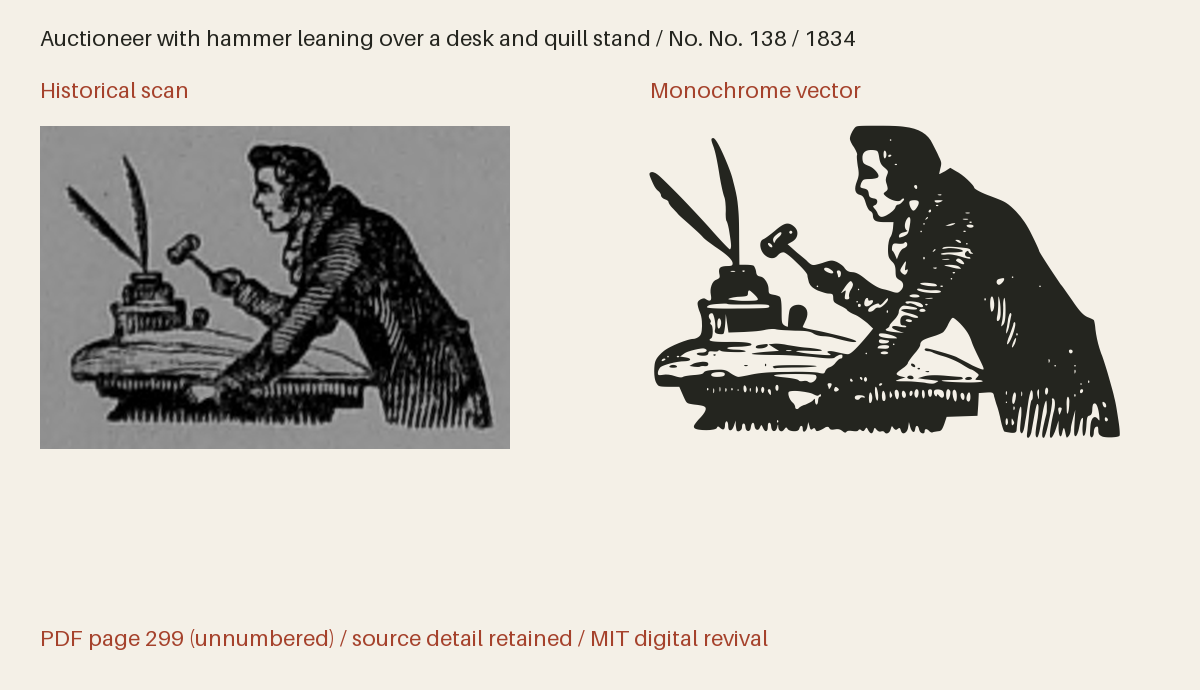 Auctioneer with hammer leaning over a desk and quill stand / No. No. 138 / 1834
Historical scan
Monochrome vector
PDF page 299 (unnumbered) / source detail retained / MIT digital revival